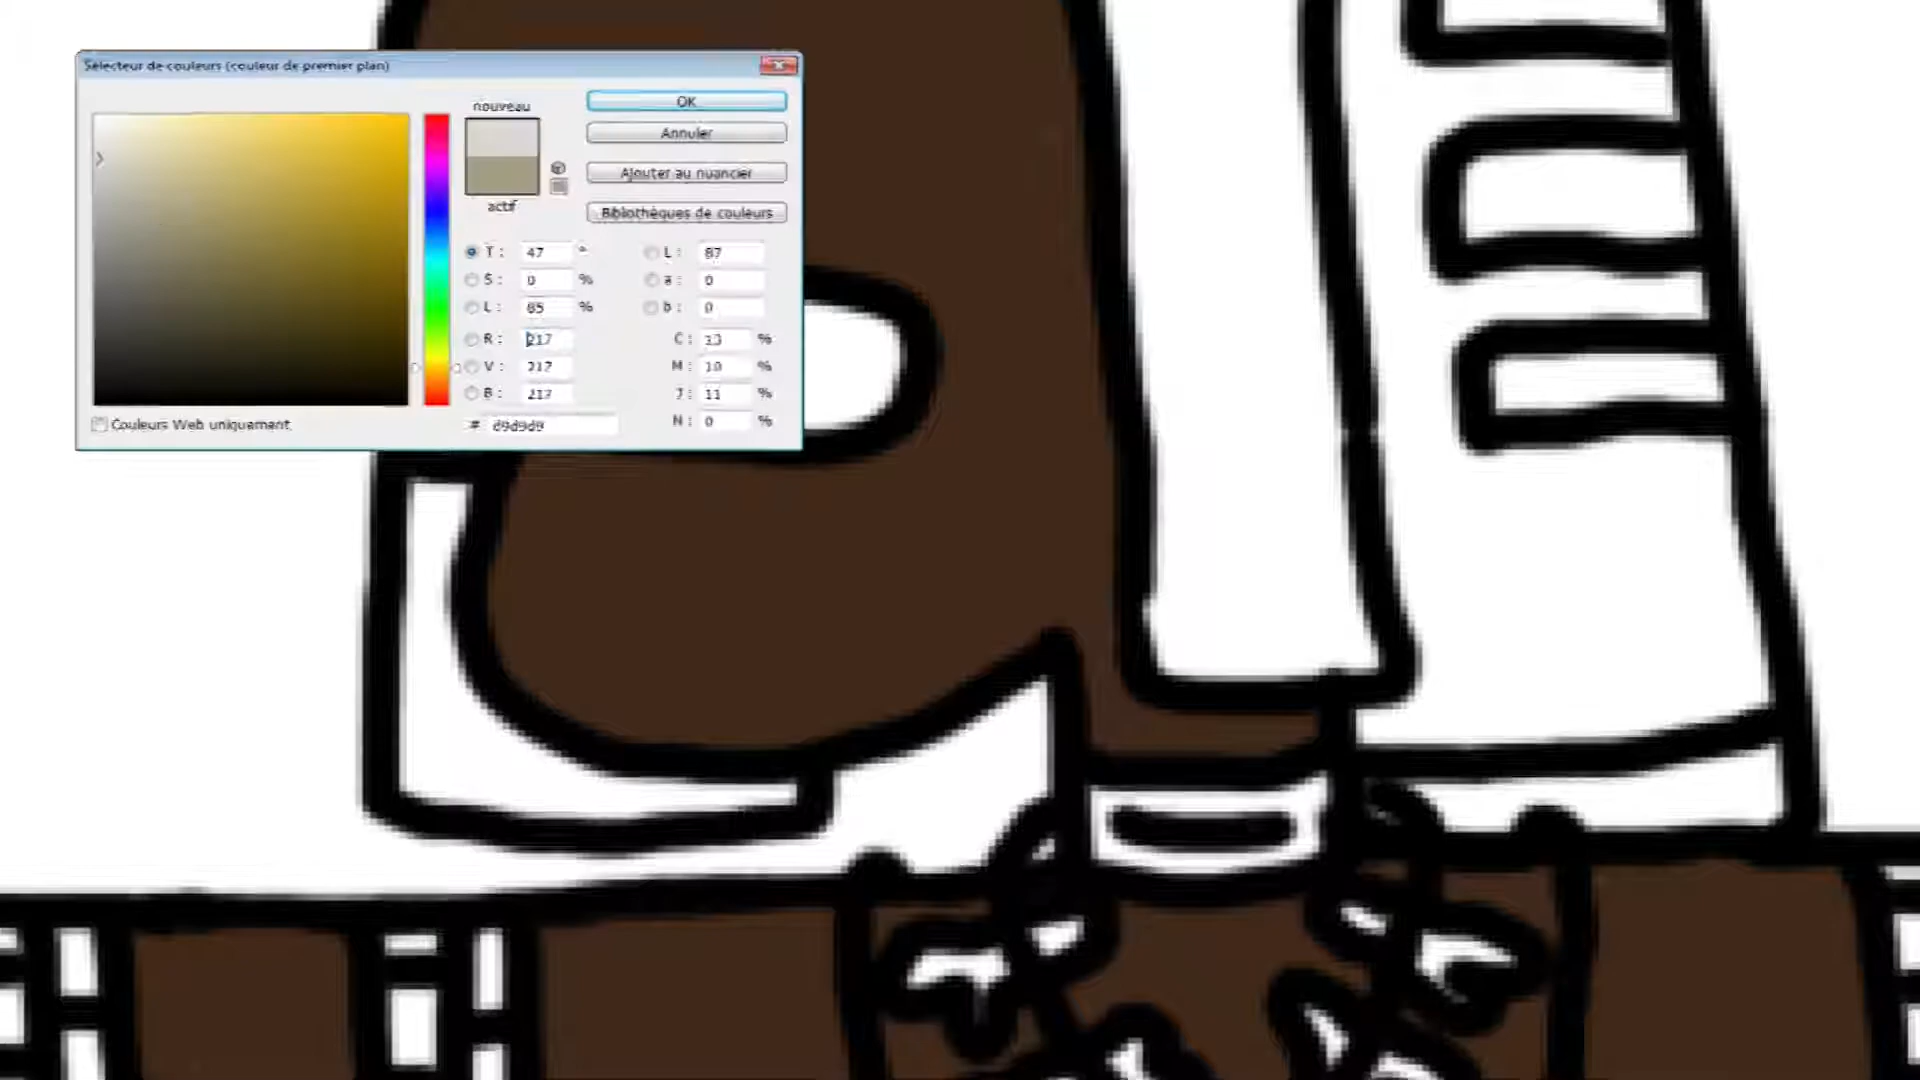 Sélecteur de couleurs (couleur de premier plan)
nouveau
actif
OK
Annuler
Ajouter au nuancier
Bibliothèques de couleurs
T : 47 °
S : 0 %
L : 85 %
R : 217
V : 217
B : 217
# d9d9d9
L : 87
a : 0
b : 0
C : 13 %
M : 10 %
J : 11 %
N : 0 %
Couleurs Web uniquement